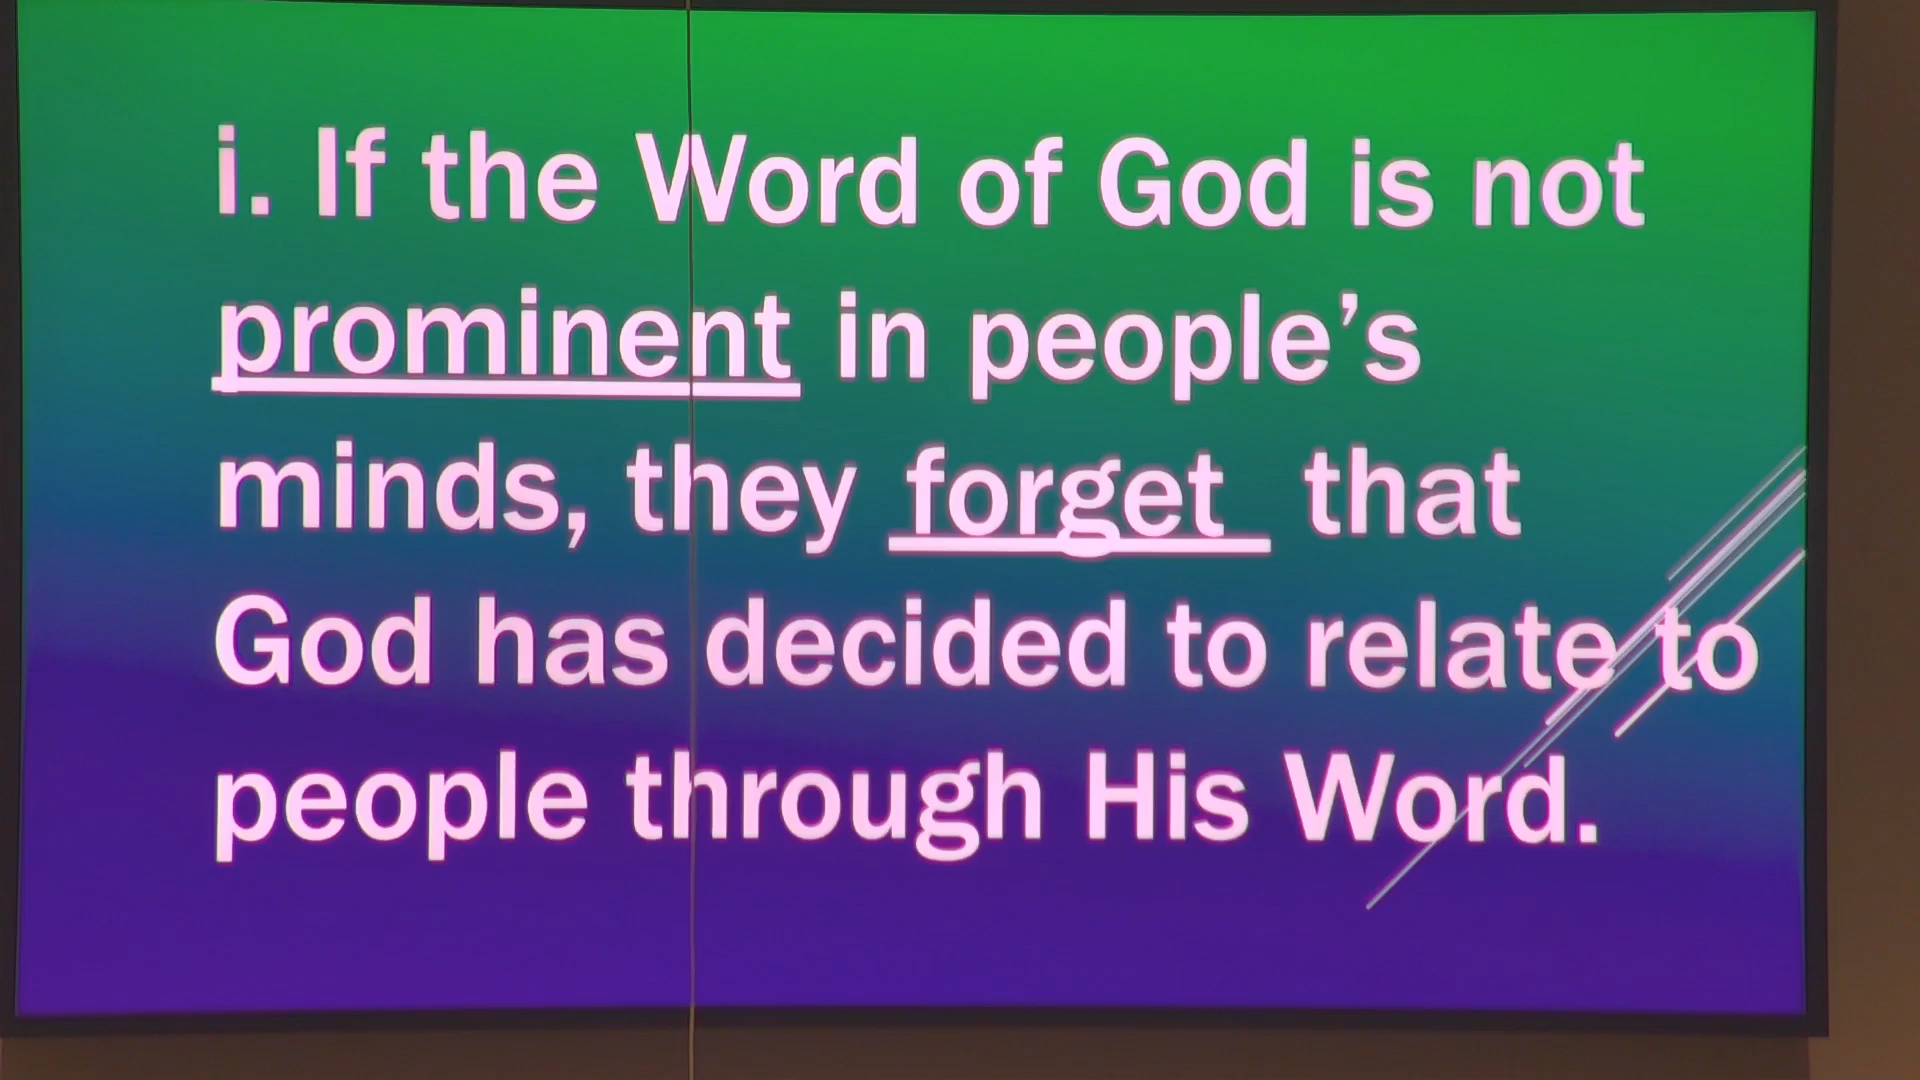 i. If the Word of God is not
prominent in people’s
minds, they forget that
God has decided to relate to
people through His Word.